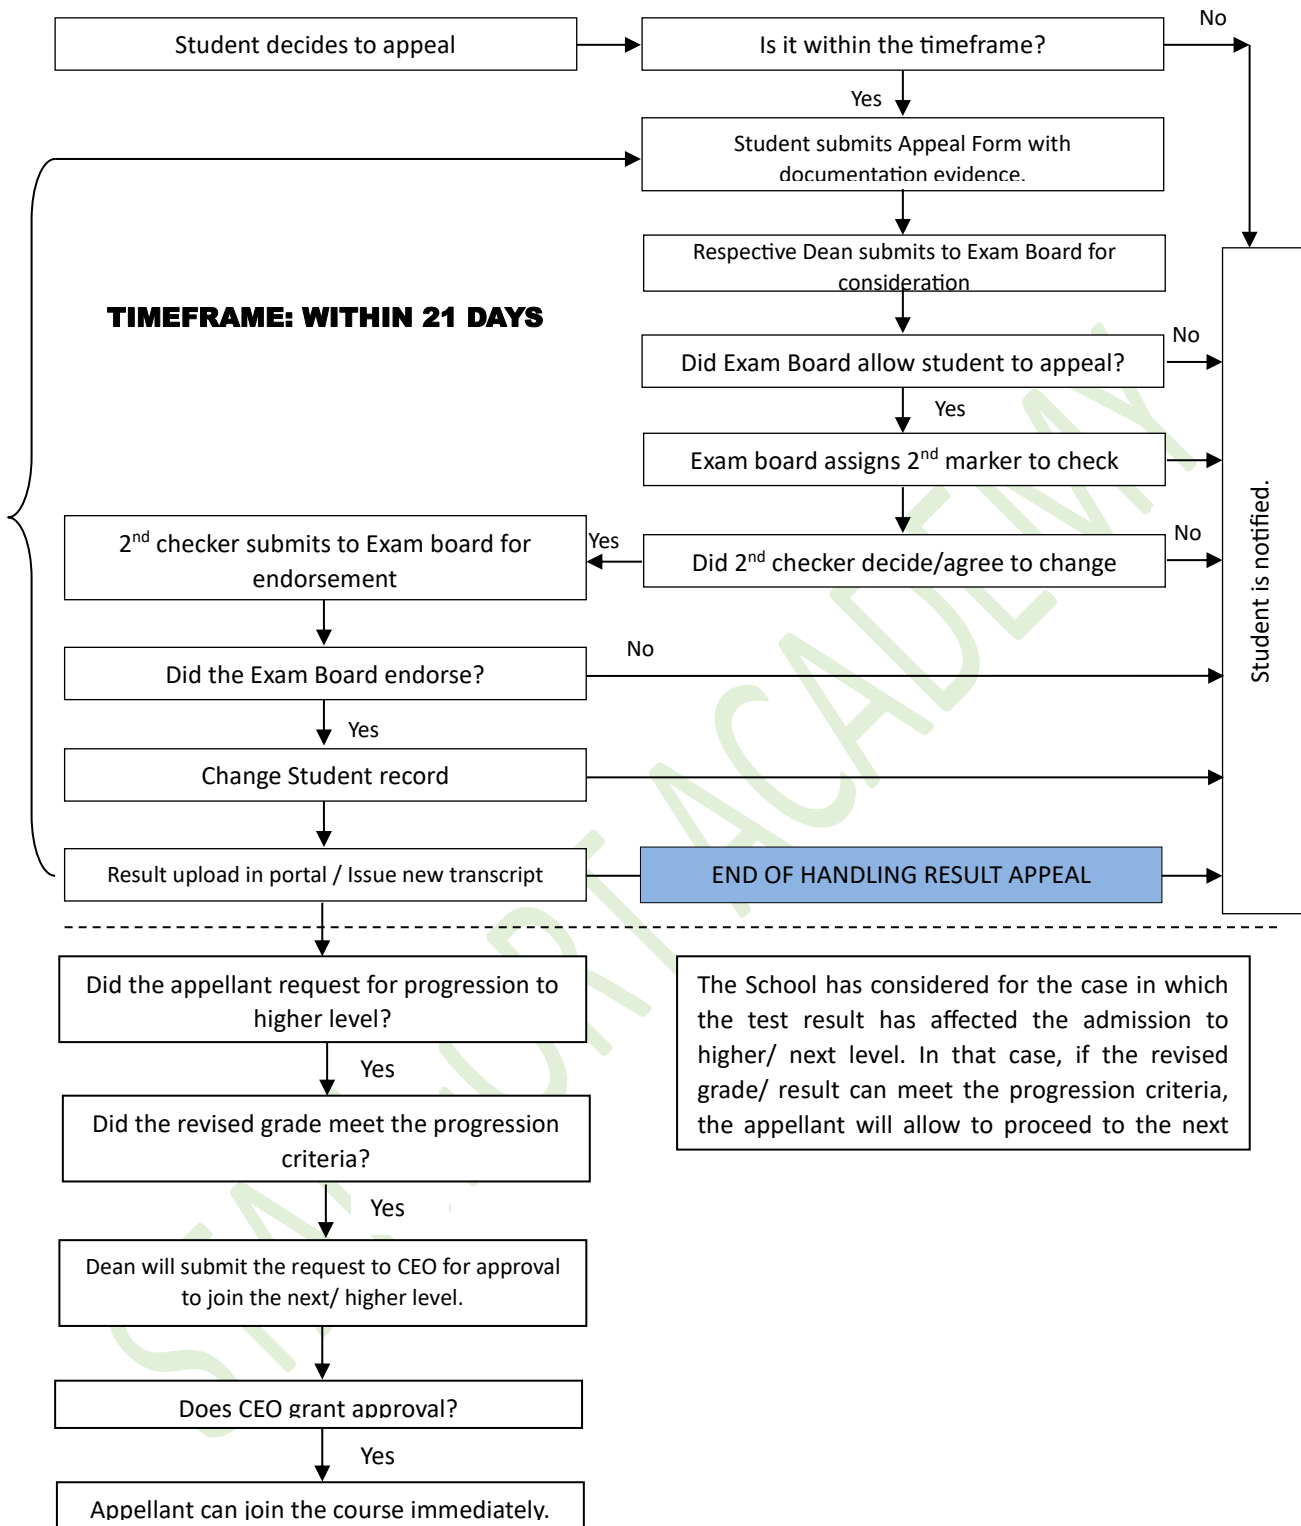 No
Student decides to appeal
Is it within the timeframe?
Yes
Student submits Appeal Form with
documentation evidence.
Respective Dean submits to Exam Board for
consideration
TIMEFRAME: WITHIN 21 DAYS
Did Exam Board allow student to appeal?
No
Yes
Exam board assigns 2nd marker to check
2nd checker submits to Exam board for
endorsement
Yes
Did 2nd checker decide/agree to change
No
Student is notified.
Did the Exam Board endorse?
No
Yes
Change Student record
Result upload in portal / Issue new transcript
END OF HANDLING RESULT APPEAL
Did the appellant request for progression to
higher level?
The School has considered for the case in which
the test result has affected the admission to
higher/ next level. In that case, if the revised
grade/ result can meet the progression criteria,
the appellant will allow to proceed to the next
Yes
Did the revised grade meet the progression
criteria?
Yes
Dean will submit the request to CEO for approval
to join the next/ higher level.
Does CEO grant approval?
Yes
Appellant can join the course immediately.
ACADEMY